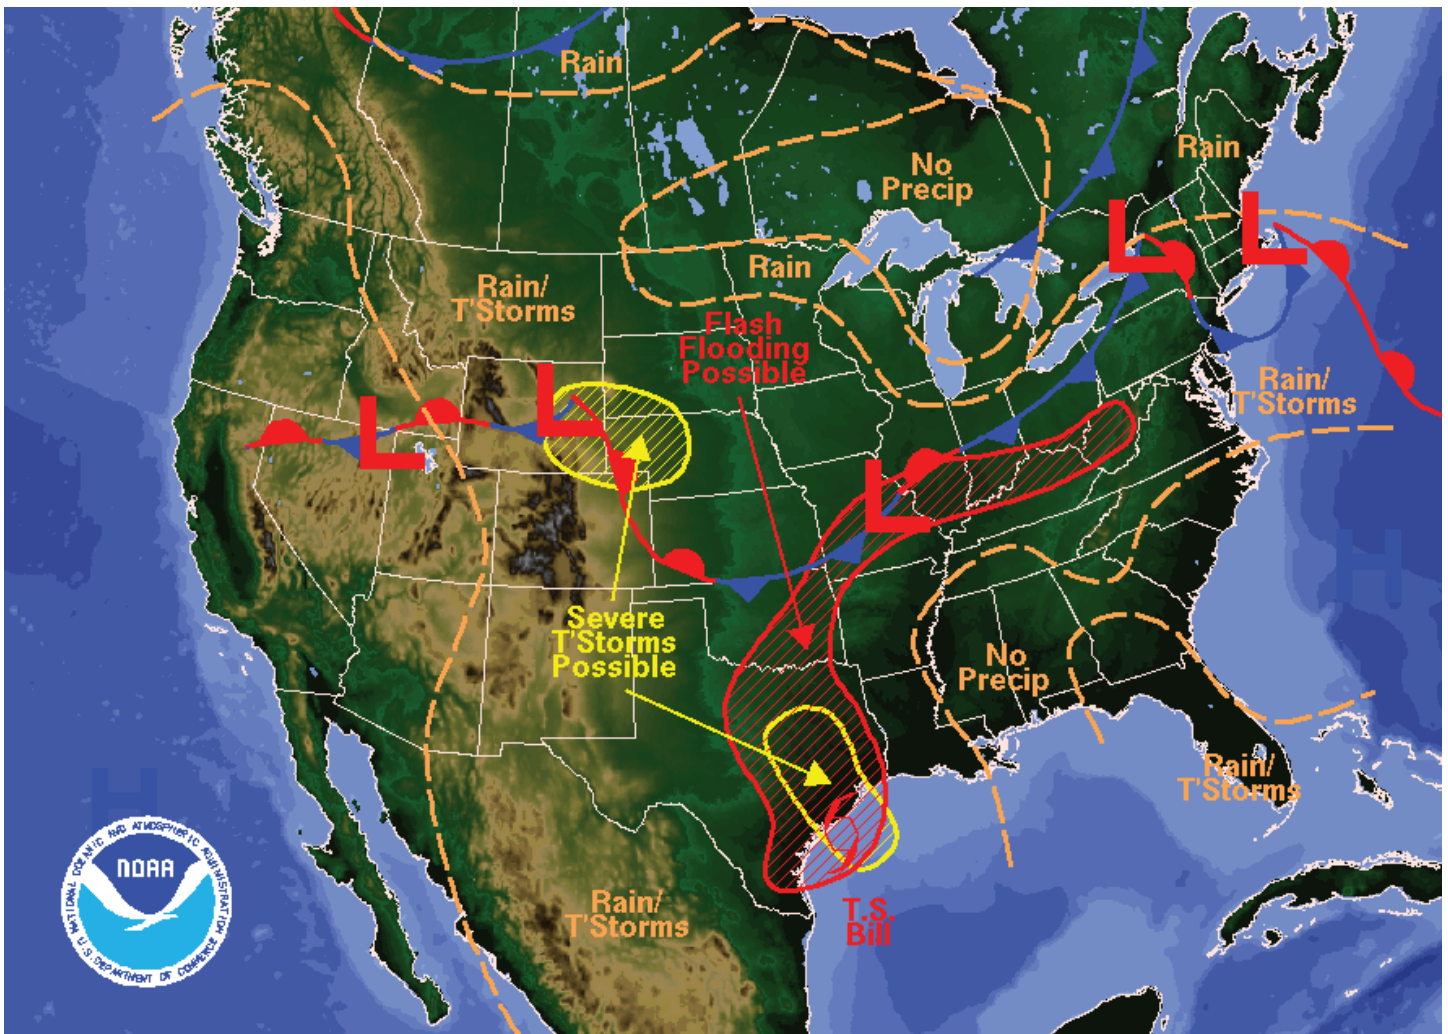 Rain
Rain
No
Precip
L
L
Rain
Rain/
T'Storms
Flash
Flooding
Possible
L
L
Rain/
T'Storms
L
H
Severe
T'Storms
Possible
No
Precip
H
Rain/
T'Storms
NOAA
NATIONAL OCEANIC AND ATMOSPHERIC ADMINISTRATION
U.S. DEPARTMENT OF COMMERCE
Rain/
T'Storms
T.S.
Bill